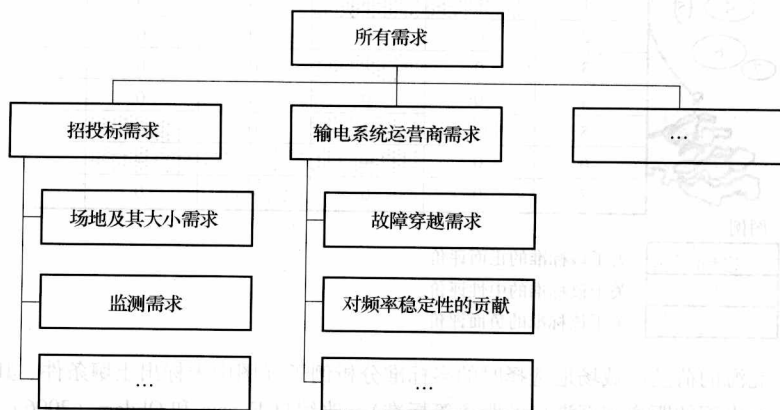 所有需求
招投标需求
输电系统运营商需求
…
场地及其大小需求
故障穿越需求
监测需求
对频率稳定性的贡献
…
…